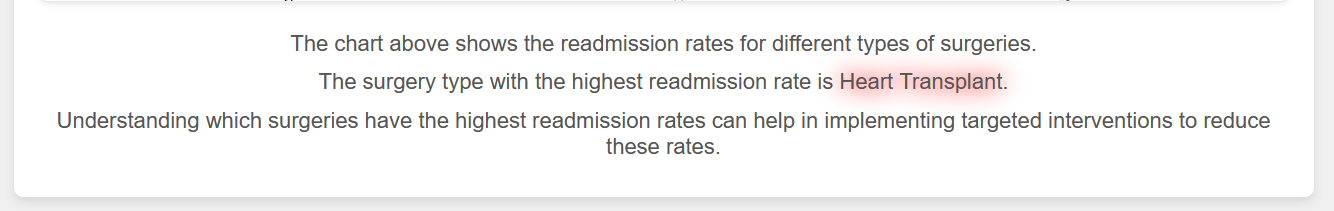 The chart above shows the readmission rates for different types of surgeries.
The surgery type with the highest readmission rate is Heart Transplant.
Understanding which surgeries have the highest readmission rates can help in implementing targeted interventions to reduce
these rates.